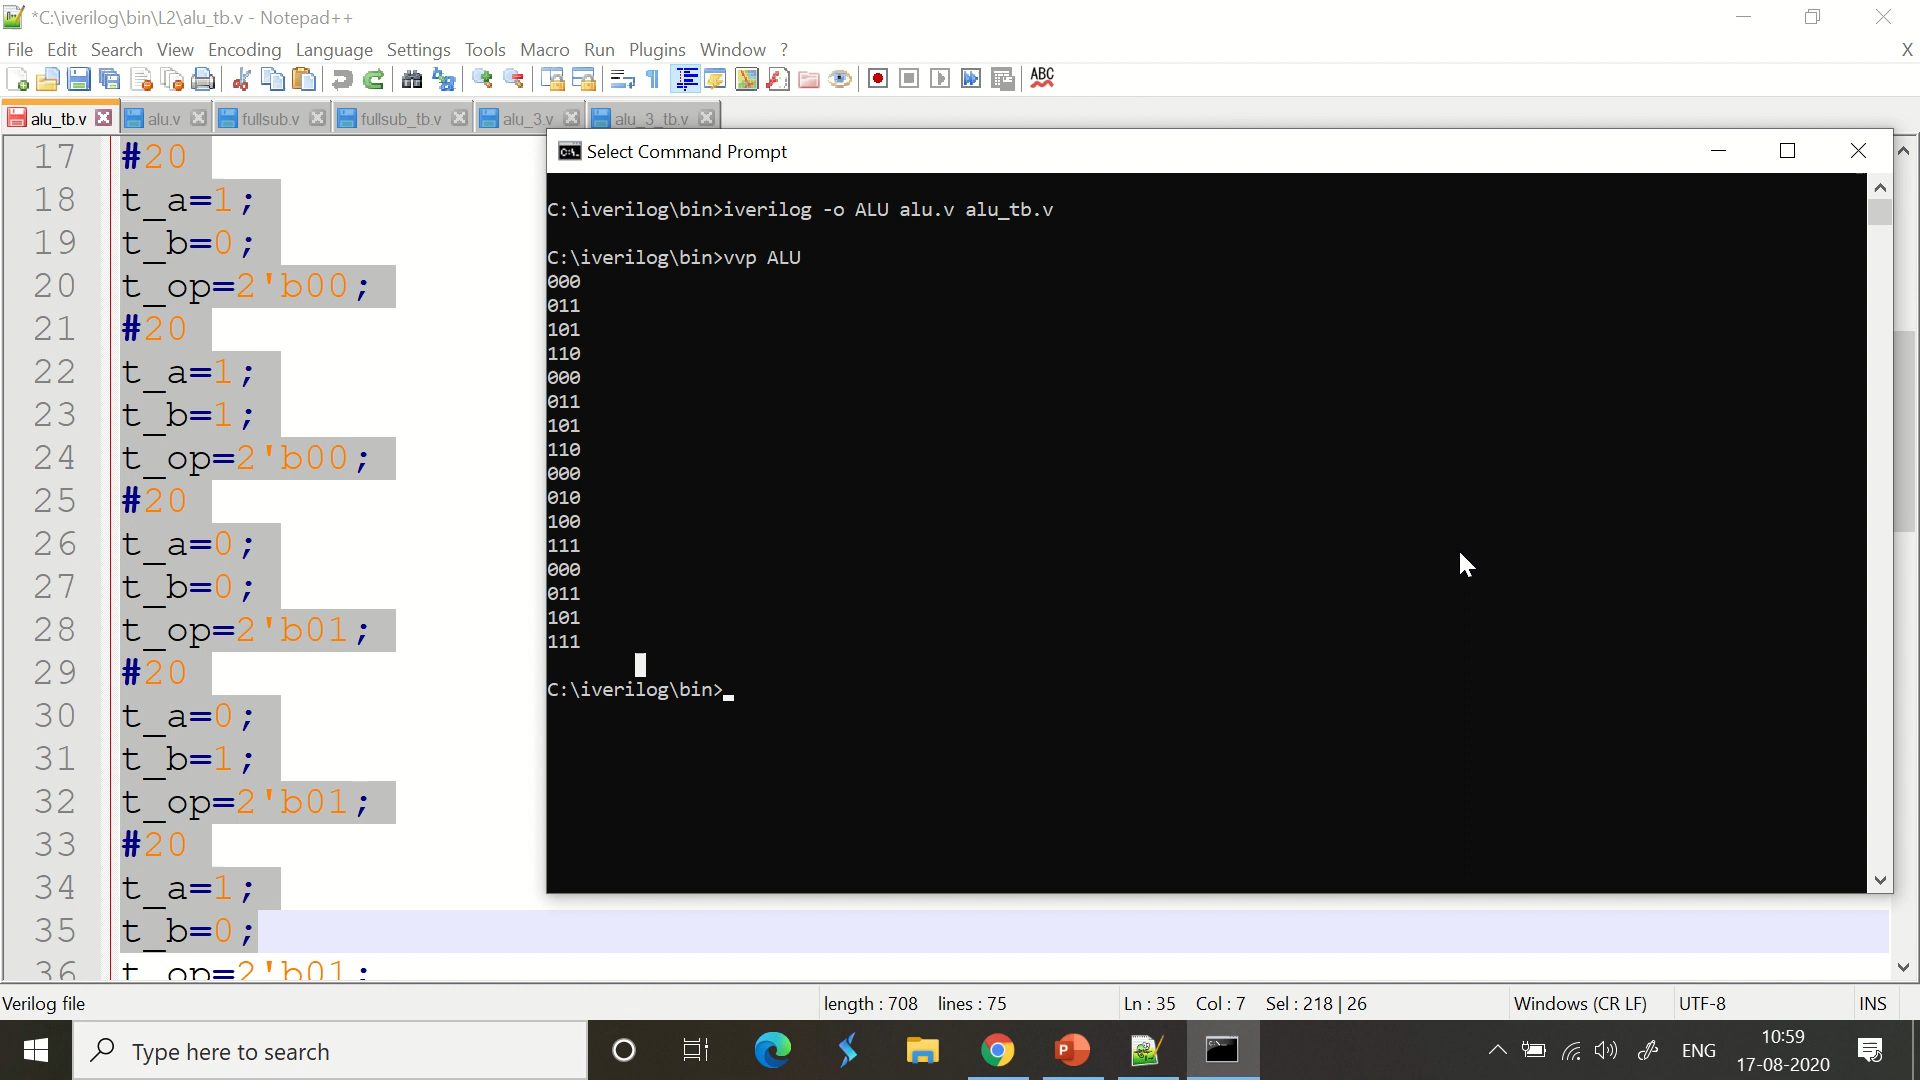 *C:\iverilog\bin\L2\alu_tb.v - Notepad++
File Edit Search View Encoding Language Settings Tools Macro Run Plugins Window ? X
ABC
alu_tb.v alu.v fullsub.v fullsub_tb.v alu_3.v alu_3_tb.v
17 #20
18 t_a=1;
19 t_b=0;
20 t_op=2'b00;
21 #20
22 t_a=1;
23 t_b=1;
24 t_op=2'b00;
25 #20
26 t_a=0;
27 t_b=0;
28 t_op=2'b01;
29 #20
30 t_a=0;
31 t_b=1;
32 t_op=2'b01;
33 #20
34 t_a=1;
35 t_b=0;
36 t_op=2'b01;
C:\. Select Command Prompt
C:\iverilog\bin>iverilog -o ALU alu.v alu_tb.v
C:\iverilog\bin>vvp ALU
000
011
101
110
000
011
101
110
000
010
100
111
000
011
101
111
C:\iverilog\bin>
Verilog file length : 708 lines : 75 Ln : 35 Col : 7 Sel : 218 | 26 Windows (CR LF) UTF-8 INS
Type here to search
ENG
10:59
17-08-2020